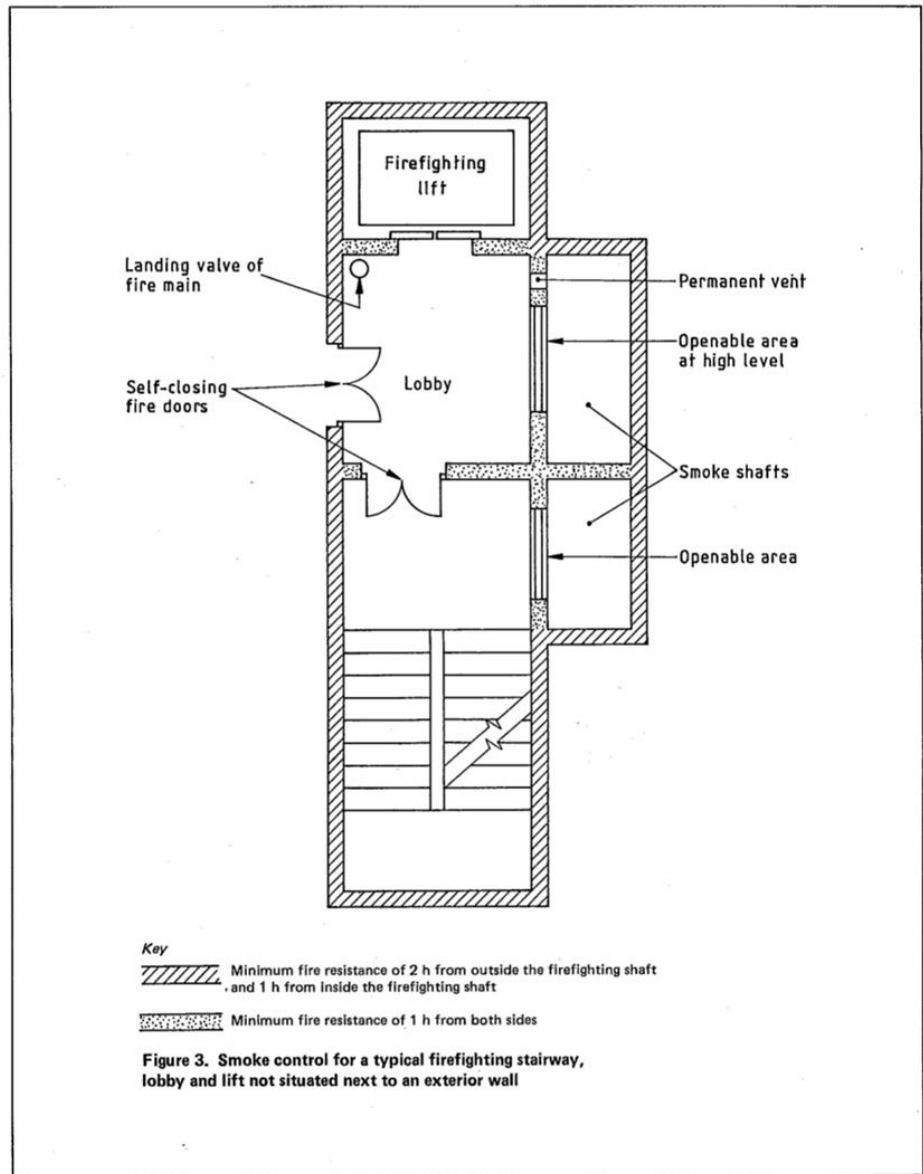 Firefighting
lift
Landing valve of
fire main
Permanent vent
Openable area
at high level
Self-closing
fire doors
Lobby
Smoke shafts
Openable area
Key
Minimum fire resistance of 2 h from outside the firefighting shaft
and 1 h from inside the firefighting shaft
Minimum fire resistance of 1 h from both sides
Figure 3. Smoke control for a typical firefighting stairway,
lobby and lift not situated next to an exterior wall